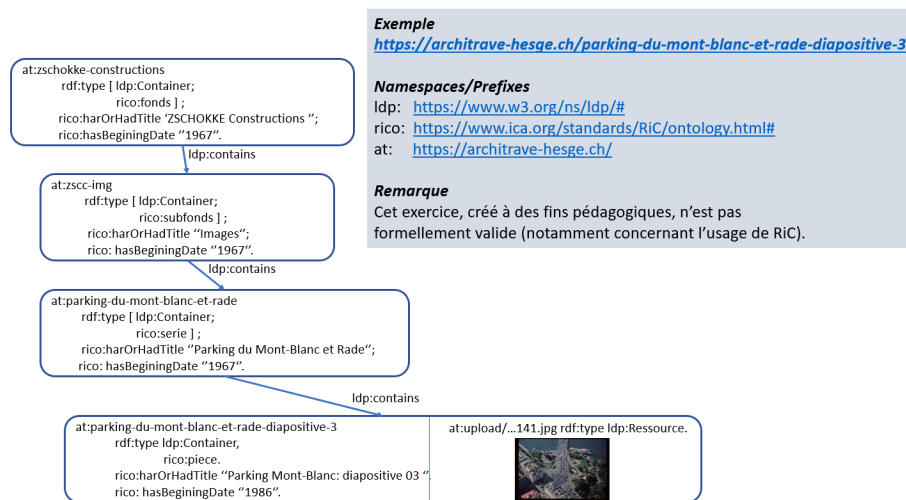 Exemple
https://architrave-hesge.ch/parking-du-mont-blanc-et-rade-diapositive-3
Namespaces/Prefixes
ldp: https://www.w3.org/ns/ldp/#
rico: https://www.ica.org/standards/RiC/ontology.html#
at: https://architrave-hesge.ch/
Remarque
Cet exercice, créé à des fins pédagogiques, n’est pas
formellement valide (notamment concernant l’usage de RiC).
at:zschokke-constructions
rdf:type [ ldp:Container;
rico:fonds ] ;
rico:harOrHadTitle ‘ZSCHOKKE Constructions ‘’;
rico:hasBeginingDate ‘’1967’’.
ldp:contains
at:zscc-img
rdf:type [ ldp:Container;
rico:subfonds ] ;
rico:harOrHadTitle ‘’Images’’;
rico: hasBeginingDate ‘’1967’’.
ldp:contains
at:parking-du-mont-blanc-et-rade
rdf:type [ ldp:Container;
rico:serie ] ;
rico:harOrHadTitle ‘’Parking du Mont-Blanc et Rade’’;
rico: hasBeginingDate ‘’1967’’.
ldp:contains
at:parking-du-mont-blanc-et-rade-diapositive-3
rdf:type ldp:Container,
rico:piece.
rico:harOrHadTitle ‘’Parking Mont-Blanc: diapositive 03 ‘’.
rico: hasBeginingDate ‘’1986’’.
at:upload/...141.jpg rdf:type ldp:Ressource.